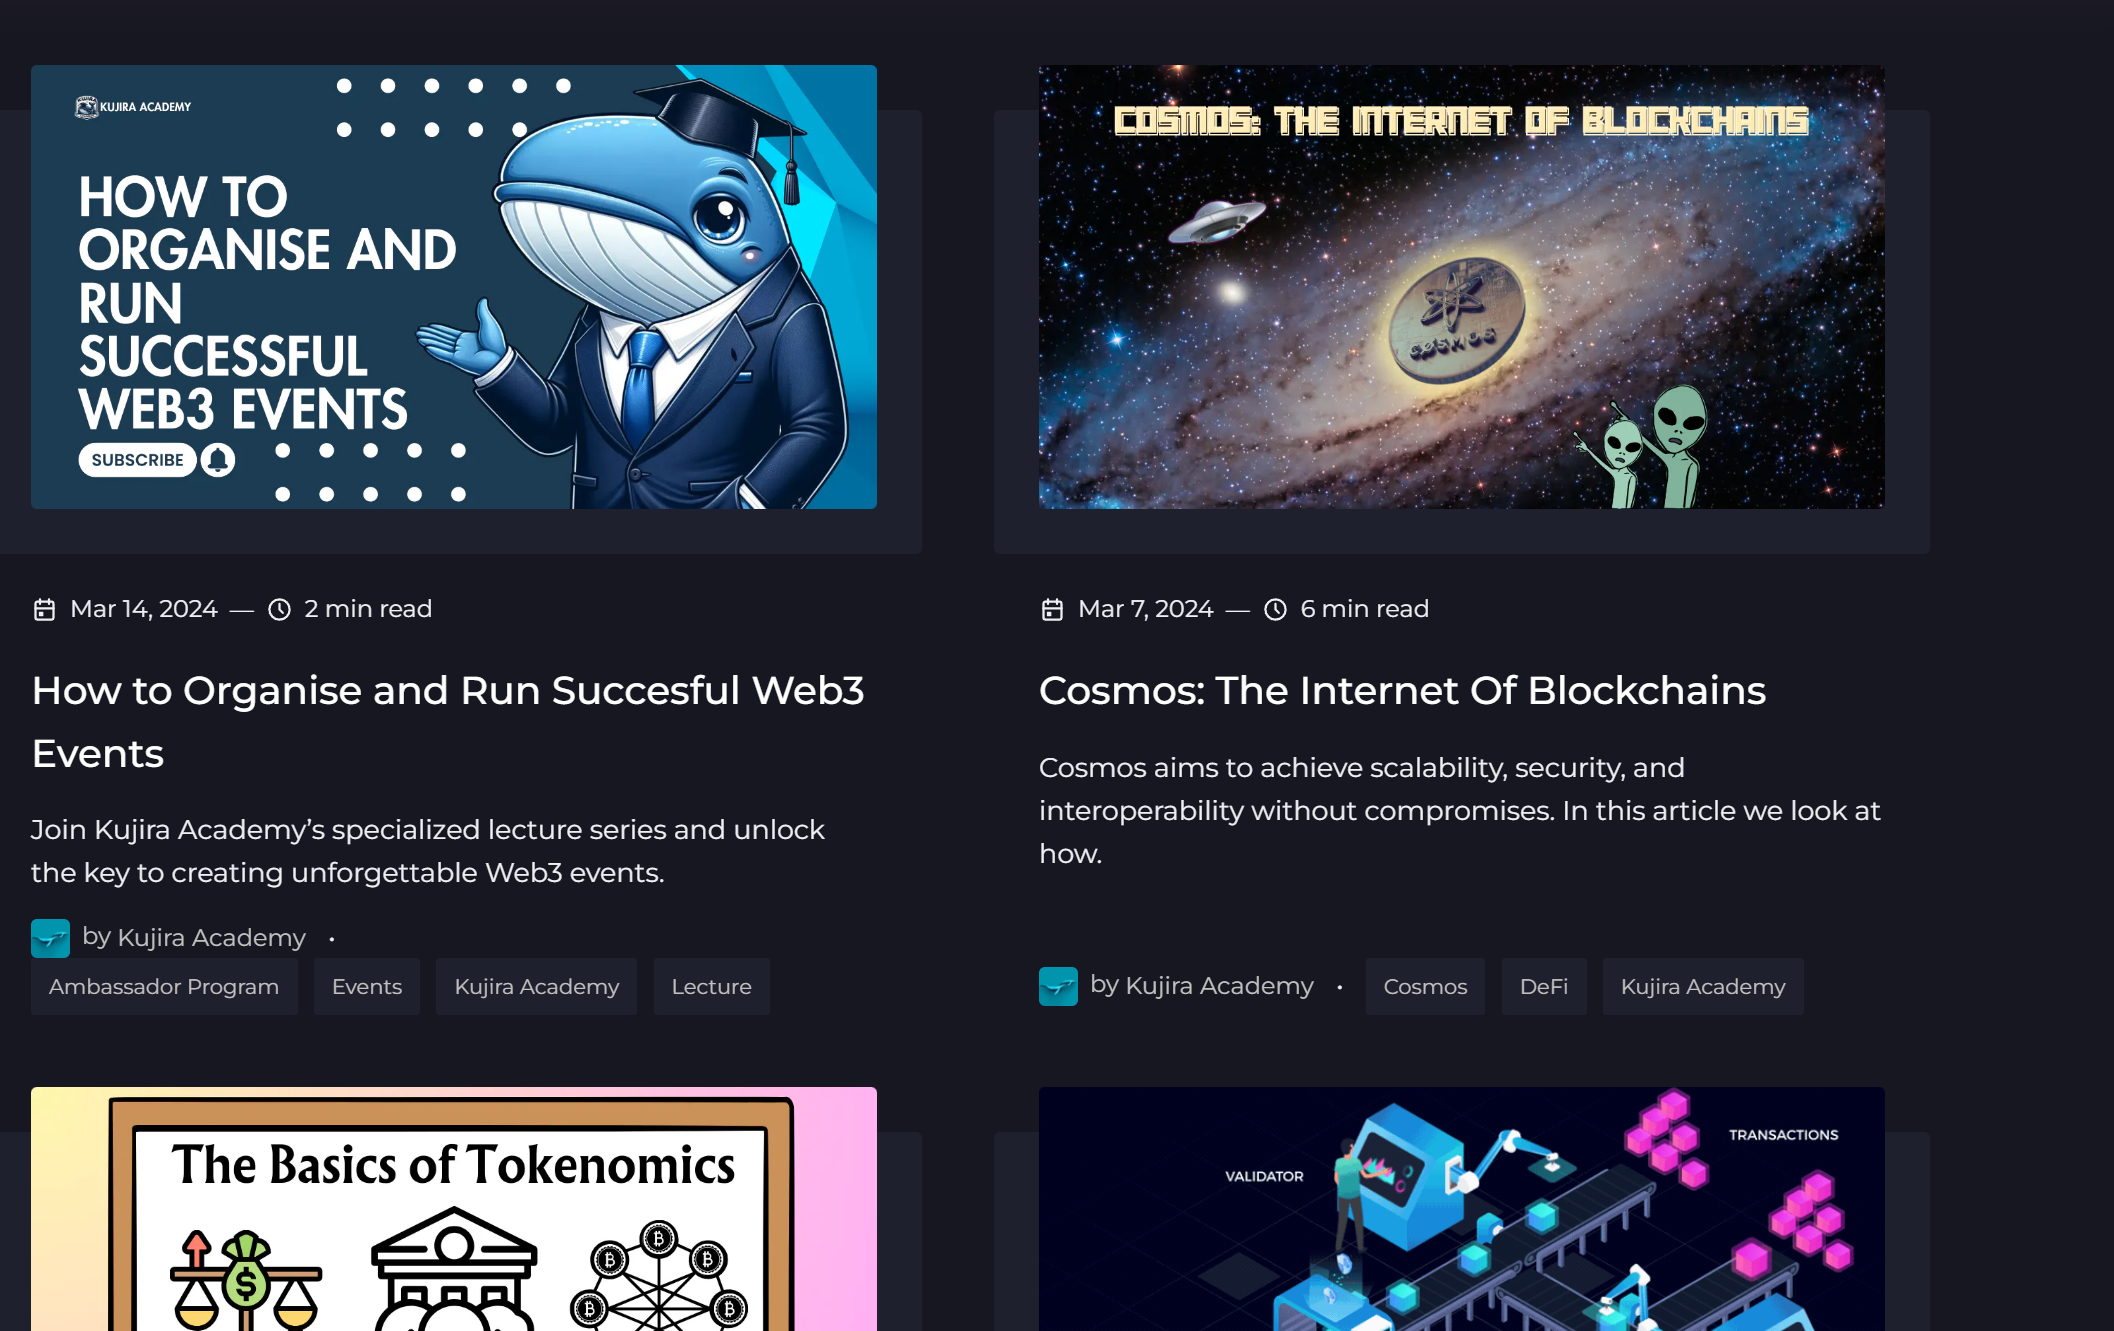 KUJIRA ACADEMY
HOW TO
ORGANISE AND
RUN
SUCCESSFUL
WEB3 EVENTS
SUBSCRIBE
Mar 14, 2024 — 2 min read
How to Organise and Run Succesful Web3
Events
Join Kujira Academy’s specialized lecture series and unlock
the key to creating unforgettable Web3 events.
by Kujira Academy •
Ambassador Program Events Kujira Academy Lecture
COSMOS: THE INTERNET OF BLOCKCHAINS
COSMOS
Mar 7, 2024 — 6 min read
Cosmos: The Internet Of Blockchains
Cosmos aims to achieve scalability, security, and
interoperability without compromises. In this article we look at
how.
by Kujira Academy • Cosmos DeFi Kujira Academy
The Basics of Tokenomics
$
VALIDATOR
TRANSACTIONS